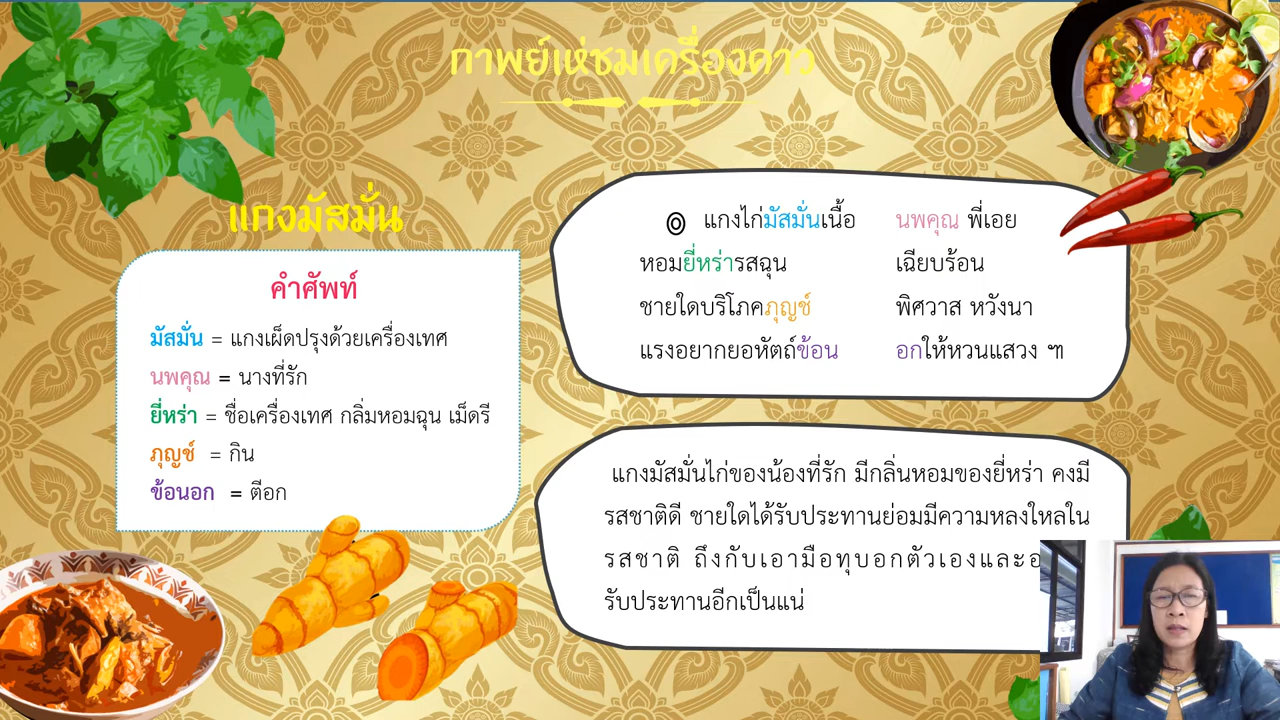 กาพย์เห่ชมเครื่องคาว
แกงมัสมั่น
คำศัพท์
มัสมั่น = แกงเผ็ดปรุงด้วยเครื่องเทศ
นพคุณ = นางที่รัก
ยี่หร่า = ชื่อเครื่องเทศ กลิ่มหอมฉุน เม็ดรี
ภุญช์ = กิน
ข้อนอก = ตีอก
๏ แกงไก่มัสมั่นเนื้อ นพคุณ พี่เอย
หอมยี่หร่ารสฉุน เฉียบร้อน
ชายใดบริโภคภุญช์ พิศวาส หวังนา
แรงอยากยอหัตถ์ข้อน อกให้หวนแสวง ฯ
แกงมัสมั่นไก่ของน้องที่รัก มีกลิ่นหอมของยี่หร่า คงมี
รสชาติดี ชายใดได้รับประทานย่อมมีความหลงใหลใน
รสชาติ ถึงกับเอามือทุบอกตัวเองและ
รับประทานอีกเป็นแน่